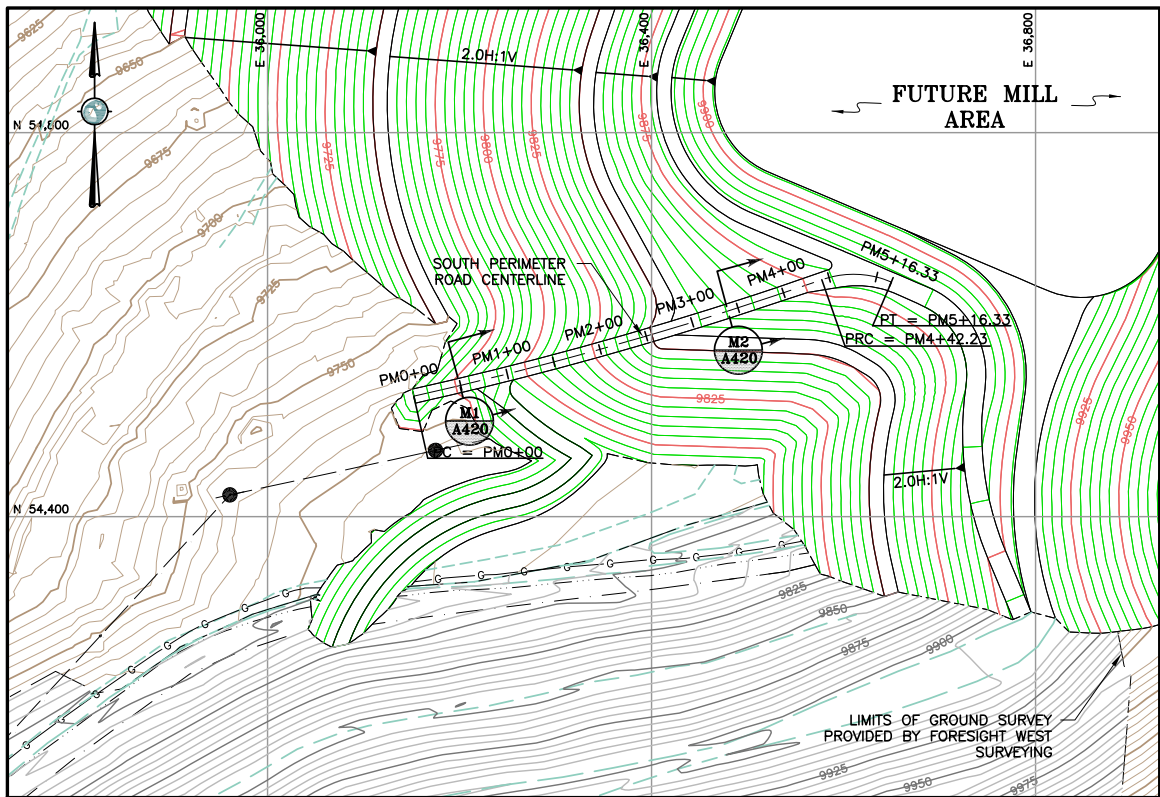 E 36,000
E 36,400
E 36,800
N 54,800
N 54,400
9625
9650
9675
9700
9725
9750
9725
9775
9800
9825
9875
9900
2.0H:1V
FUTURE MILL
AREA
SOUTH PERIMETER
ROAD CENTERLINE
PM0+00
PM1+00
PM2+00
PM3+00
PM4+00
PM5+16.33
PT = PM5+16.33
PRC = PM4+42.23
M1
A420
M2
A420
PC = PM0+00
9825
2.0H:1V
9925
9950
G G G G G G G G G G G G G G G
9825
9850
9875
9900
9925
9950
9975
LIMITS OF GROUND SURVEY
PROVIDED BY FORESIGHT WEST
SURVEYING